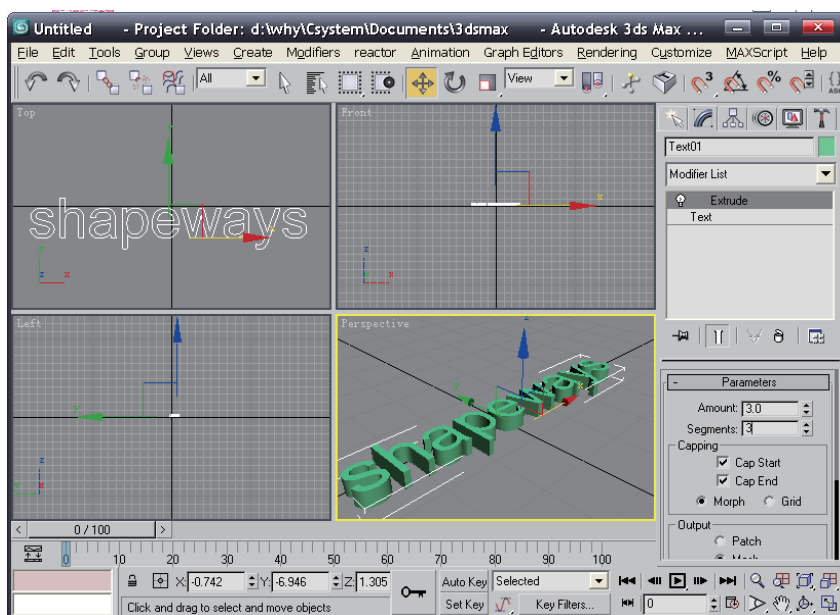 Untitled - Project Folder: d:\why\Csystem\Documents\3dsmax - Autodesk 3ds Max ...
File Edit Tools Group Views Create Modifiers reactor Animation Graph Editors Rendering Customize MAXScript Help
All View 3 %
Top Front
Text01
Modifier List
Extrude
Text
y x
shapeways
x
y z x
z y x
Left Perspective
z
y
x
Parameters
Amount: 3.0
Segments: 3
Capping
Cap Start
Cap End
Morph Grid
Output
Patch
Mesh
< 0 / 100 >
0 10 20 30 40 50 60 70 80 90 100
X: -0.742 Y: -6.946 Z: 1.305 Auto Key Selected
Click and drag to select and move objects Set Key Key Filters... 0